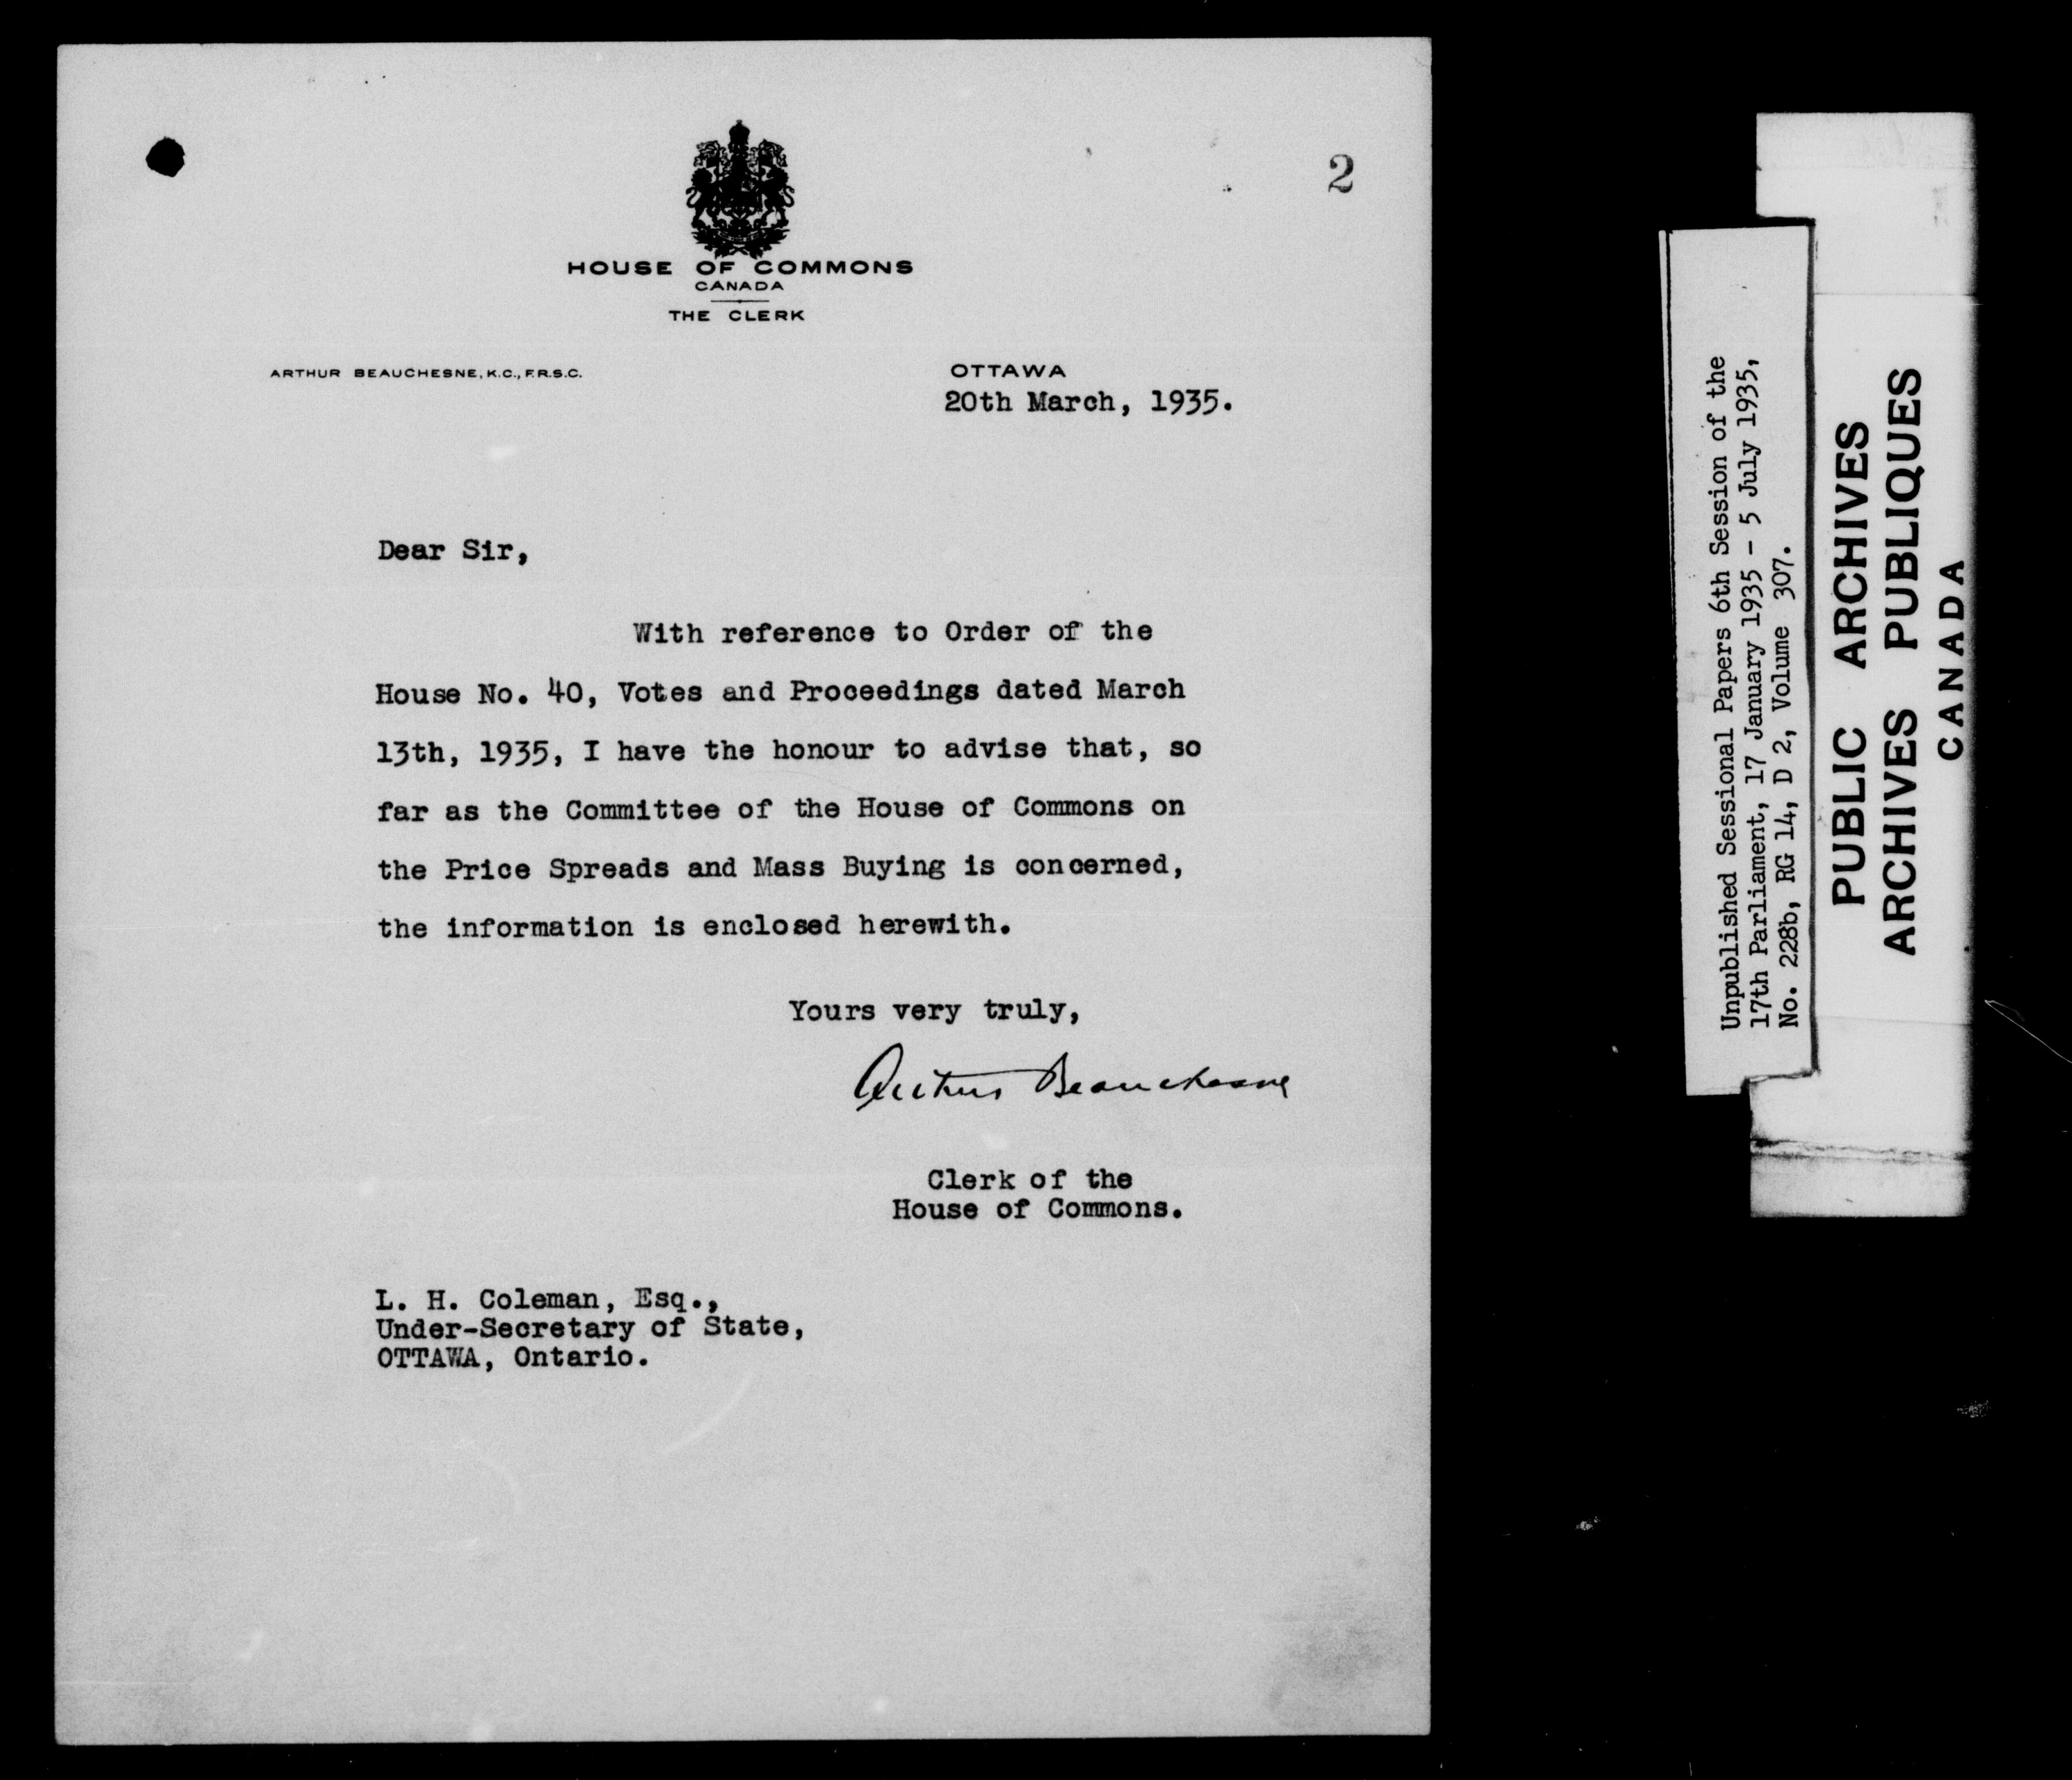 2
HOUSE OF COMMONS
CANADA
THE CLERK
ARTHUR BEAUCHESNE, K.C., F.R.S.C.
OTTAWA
20th March, 1935.
Dear Sir,
With reference to Order of the
House No. 40, Votes and Proceedings dated March
13th, 1935, I have the honour to advise that, so
far as the Committee of the House of Commons on
the Price Spreads and Mass Buying is concerned,
the information is enclosed herewith.
Yours very truly,
Arthur Beauchesne
Clerk of the
House of Commons.
L. H. Coleman, Esq.,
Under-Secretary of State,
OTTAWA, Ontario.
Unpublished Sessional Papers 6th Session of the
17th Parliament, 17 January 1935 - 5 July 1935,
No. 228b, RG 14, D 2, Volume 307.
PUBLIC ARCHIVES
ARCHIVES PUBLIQUES
CANADA